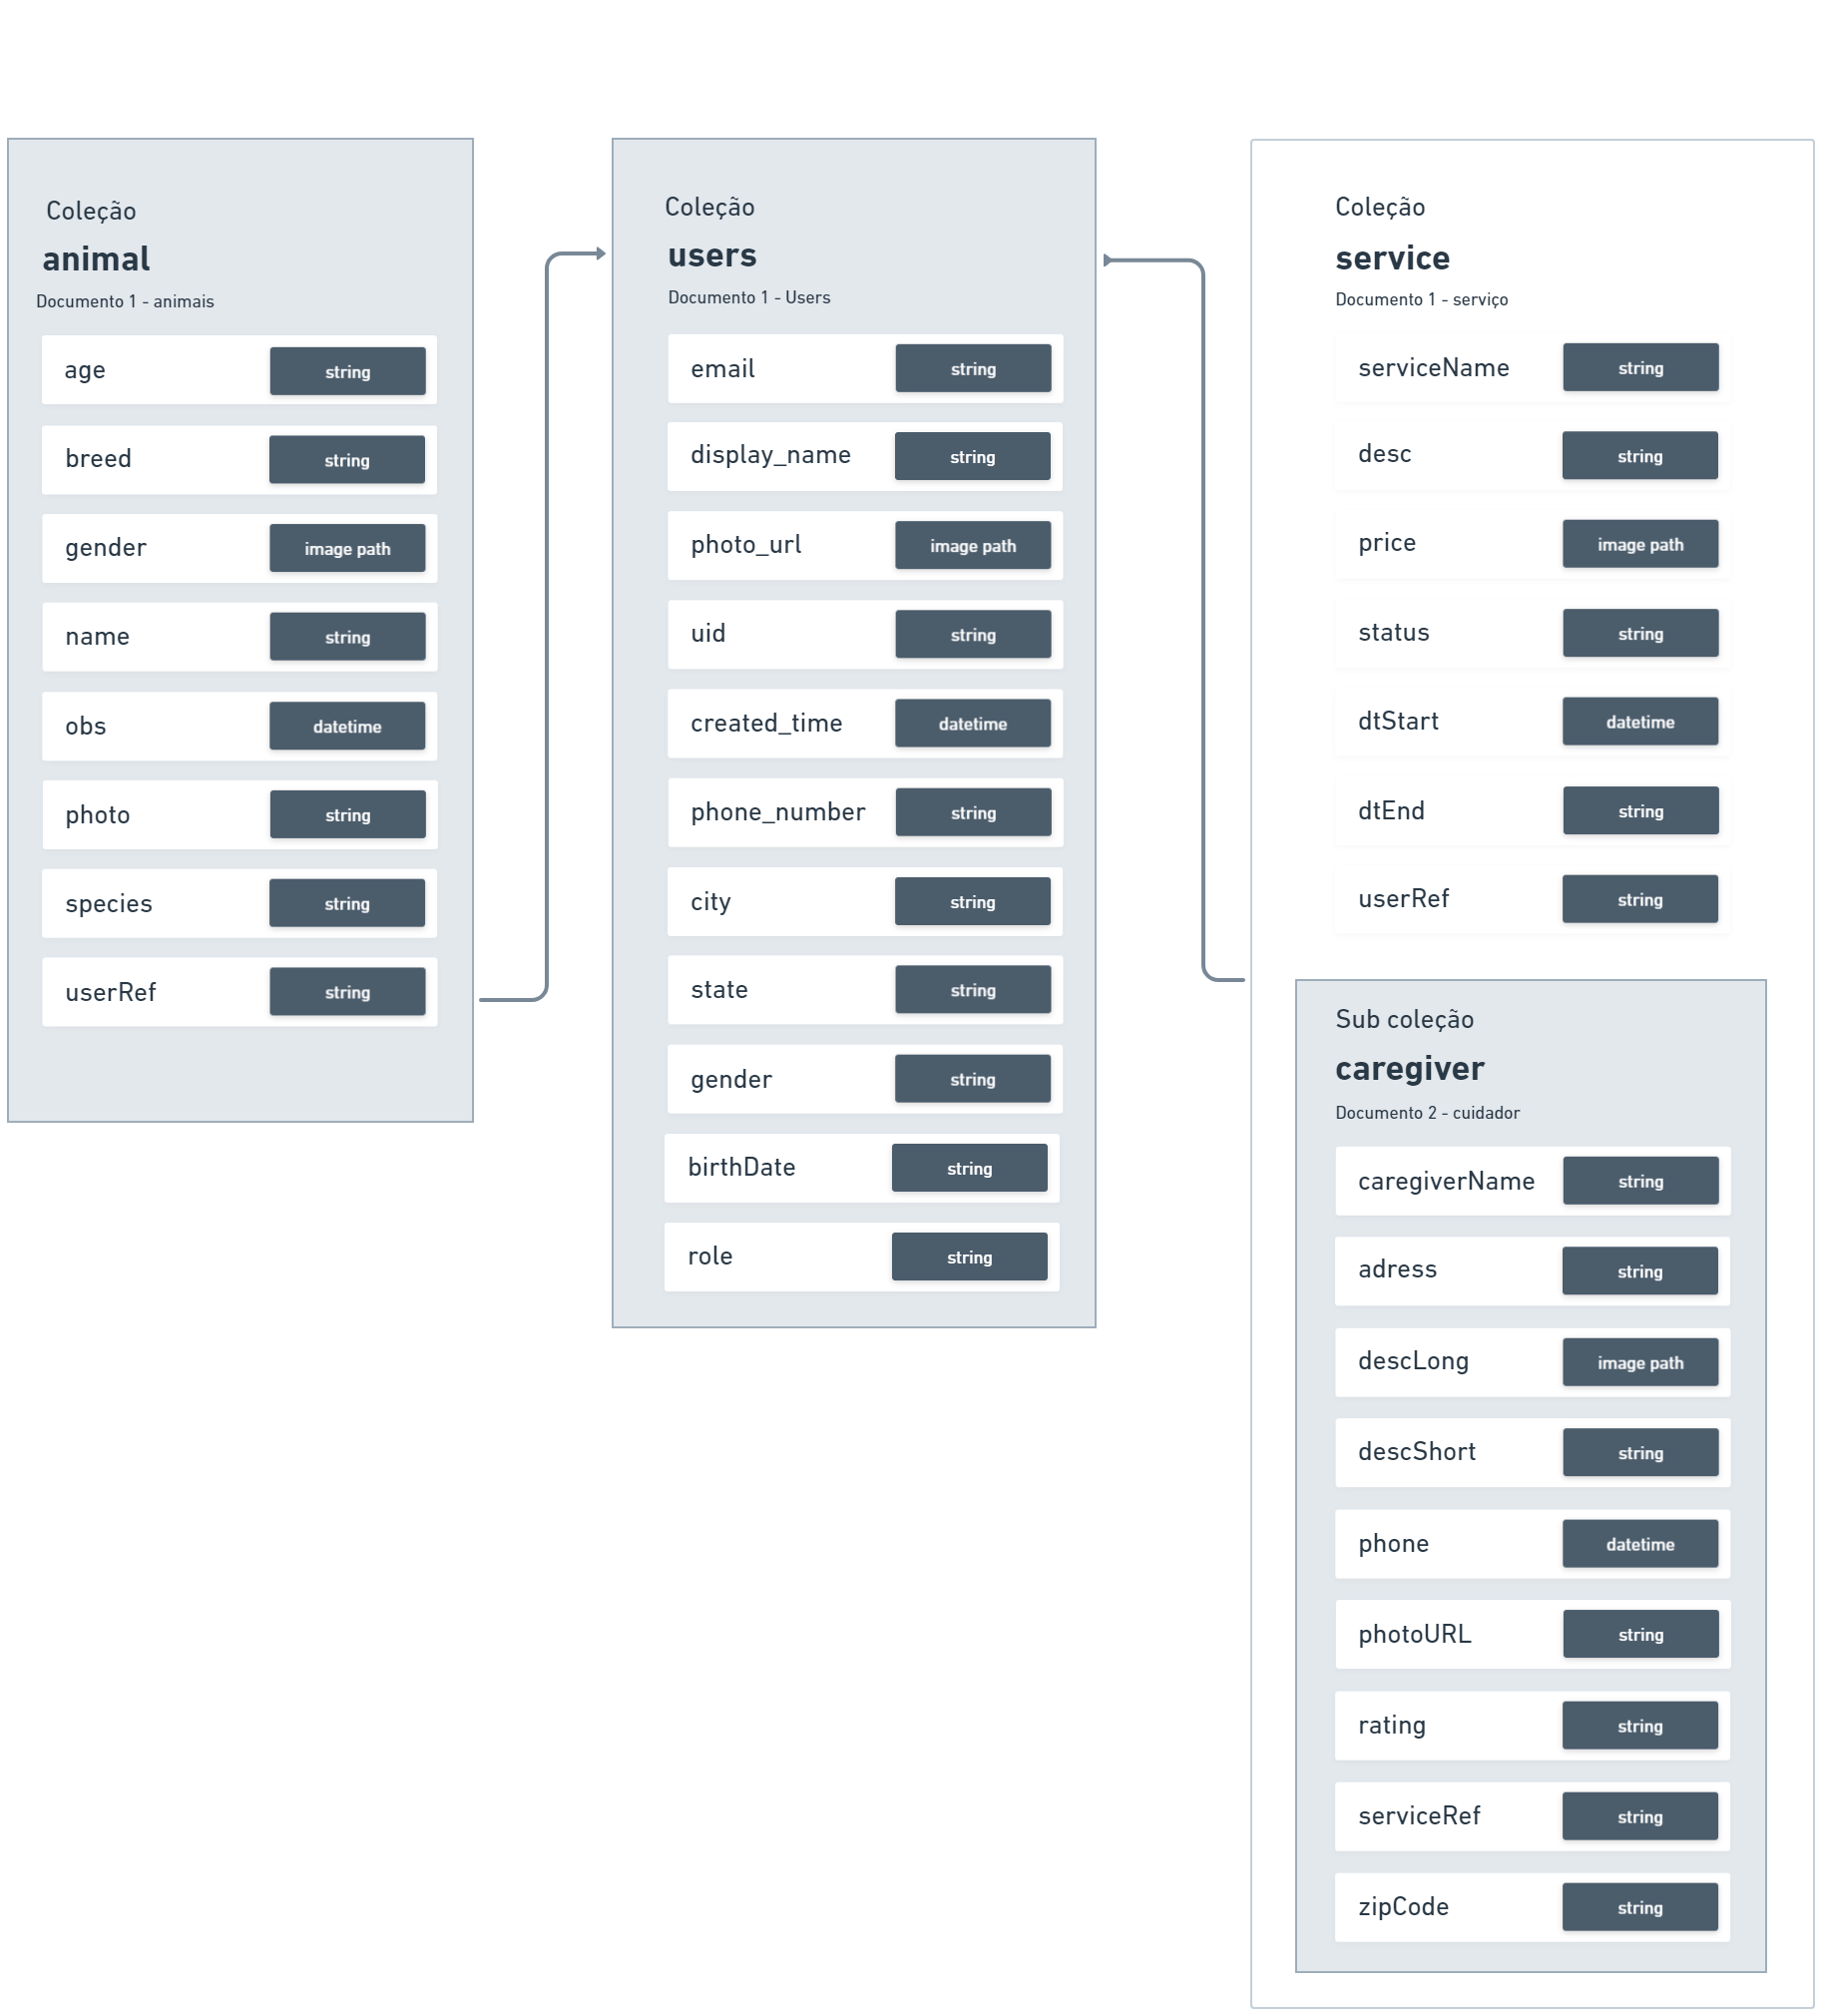 Coleção
animal
Documento 1 - animais
age string
breed string
gender image path
name string
obs datetime
photo string
species string
userRef string
Coleção
users
Documento 1 - Users
email string
display_name string
photo_url image path
uid string
created_time datetime
phone_number string
city string
state string
gender string
birthDate string
role string
Coleção
service
Documento 1 - serviço
serviceName string
desc string
price image path
status string
dtStart datetime
dtEnd string
userRef string
Sub coleção
caregiver
Documento 2 - cuidador
caregiverName string
adress string
descLong image path
descShort string
phone datetime
photoURL string
rating string
serviceRef string
zipCode string